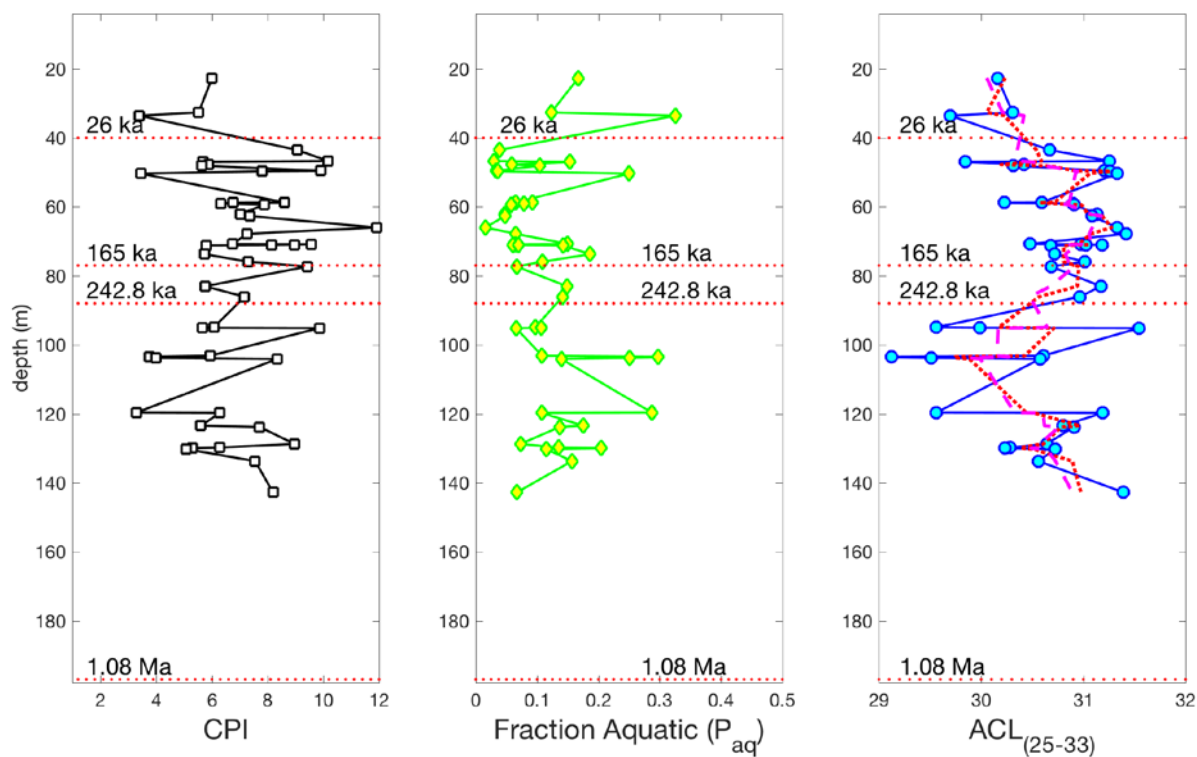 20
40
60
80
100
120
140
160
180
depth (m)
26 ka
165 ka
242.8 ka
1.08 Ma
2 4 6 8 10 12
CPI
20
40
60
80
100
120
140
160
180
26 ka
165 ka
242.8 ka
1.08 Ma
0 0.1 0.2 0.3 0.4 0.5
Fraction Aquatic (Paq)
20
40
60
80
100
120
140
160
180
26 ka
165 ka
242.8 ka
1.08 Ma
29 30 31 32
ACL(25-33)